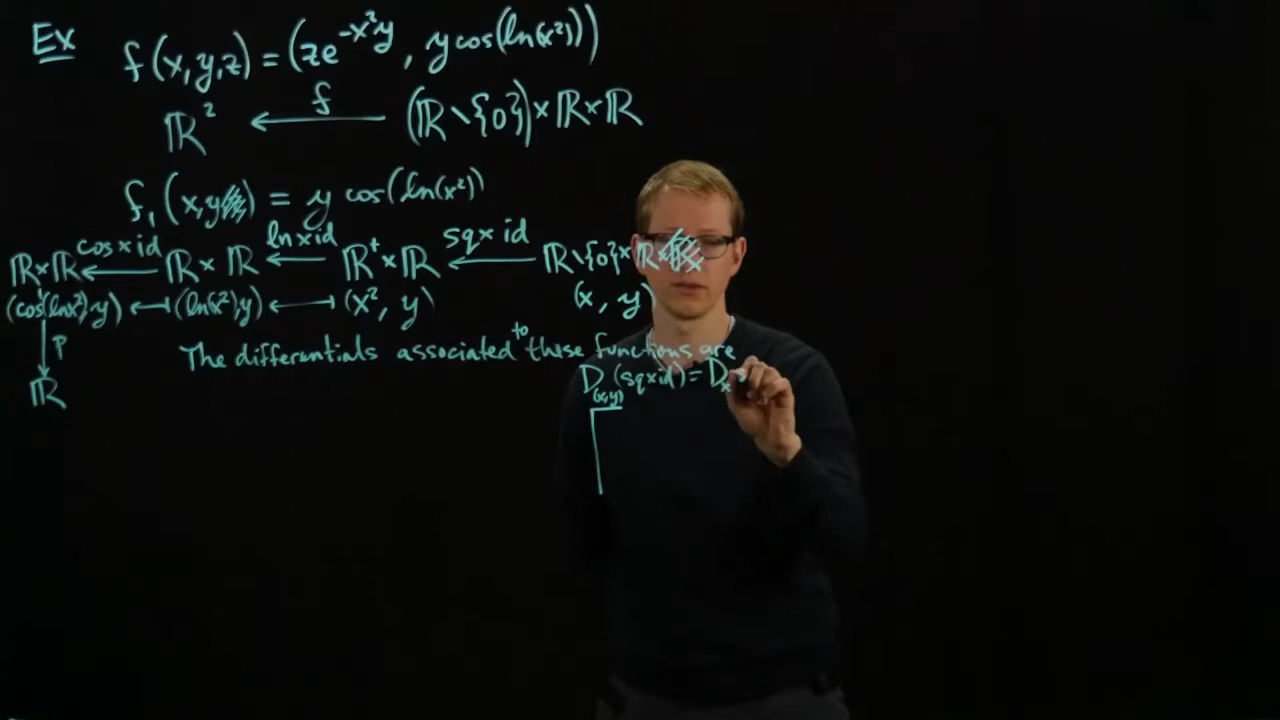 Ex f(x,y,z) = (ze^{-x²y}, y cos(ln(x²)))
ℝ² ←f— (ℝ∖{0})×ℝ×ℝ
f₁(x,y) = y cos(ln(x²))
ℝ×ℝ ←cos×id— ℝ×ℝ ←ln×id— ℝ⁺×ℝ ←sq×id— ℝ∖{0}×ℝ
(cos(ln x²),y) ↤ (ln(x²),y) ⟻ (x², y) (x, y)
P
ℝ
The differentials associated to these functions are
D_{(x,y)}(sq×id) = D_x s